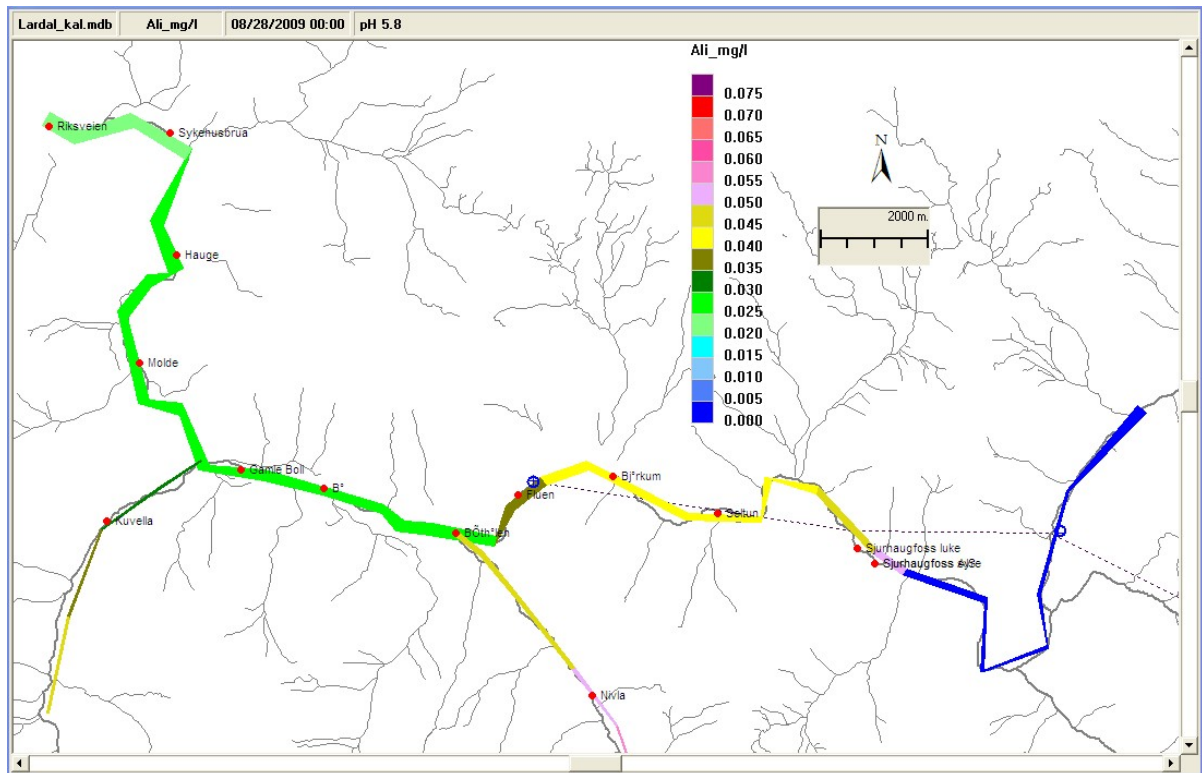 Lardal_kal.mdb Ali_mg/l 08/28/2009 00:00 pH 5.8
Ali_mg/l
0.075
0.070
0.065
0.060
0.055
0.050
0.045
0.040
0.035
0.030
0.025
0.020
0.015
0.010
0.005
0.000
N
2000 m.
Riksveien
Sykehusbrua
Hauge
Molde
Gamle Boll
B°
Kuvella
BÕth°len
Fluen
Bj°rkum
Seltun
Sjurhaugfoss luke
Sjurhaugfoss
Nivla